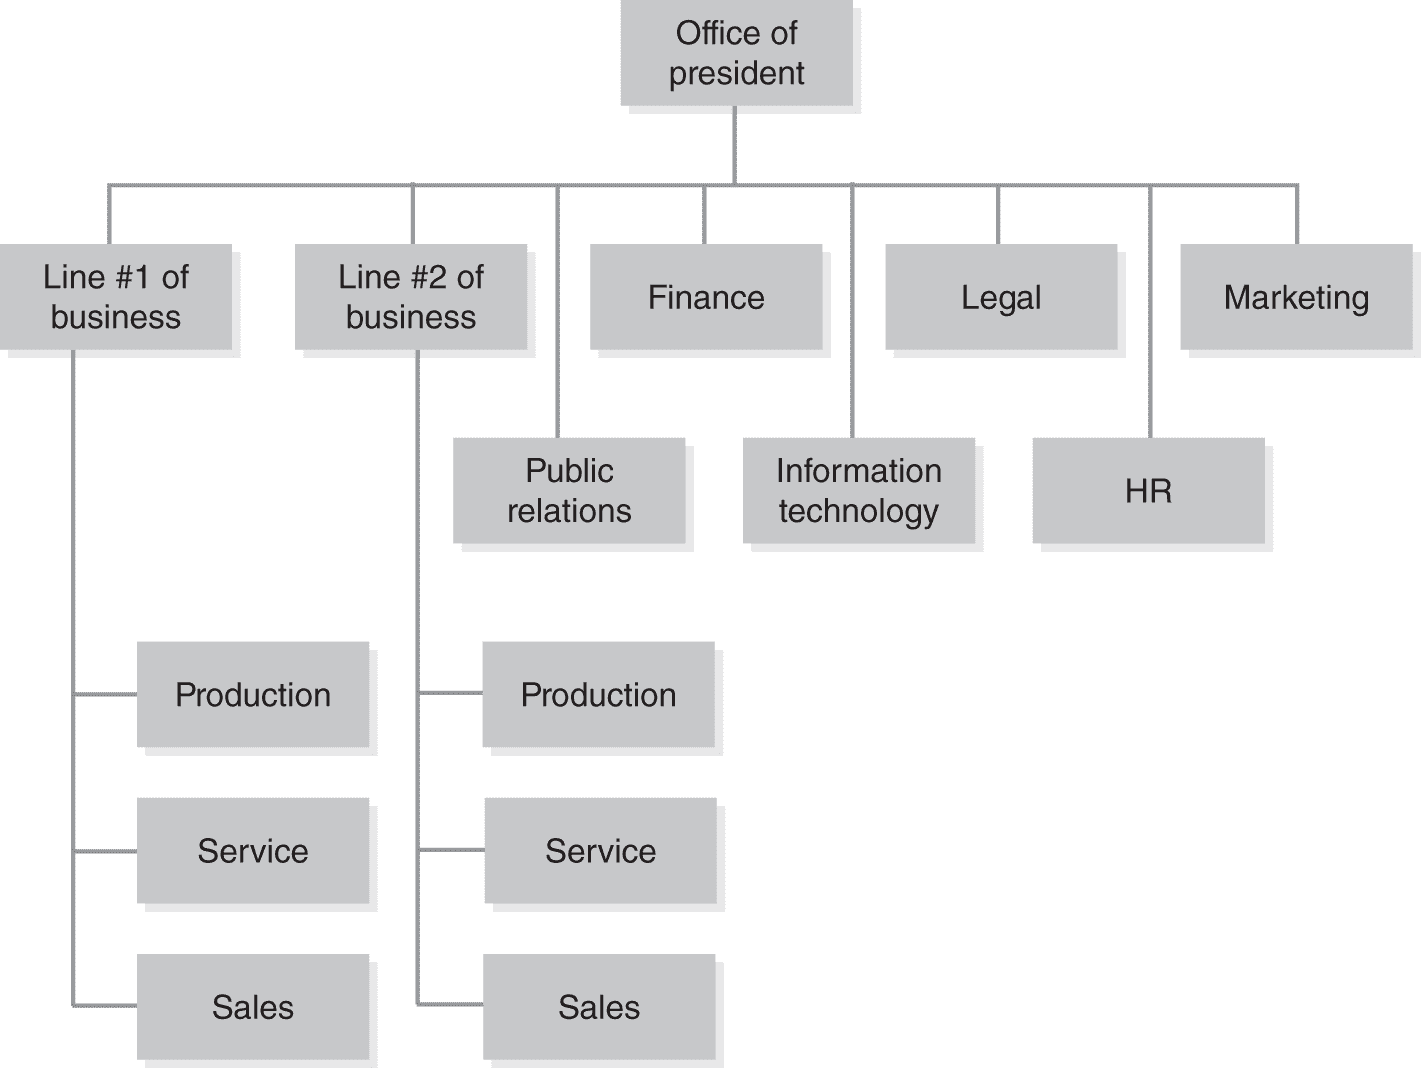 Office of
president
Line #1 of
business
Line #2 of
business
Finance
Legal
Marketing
Public
relations
Information
technology
HR
Production
Production
Service
Service
Sales
Sales